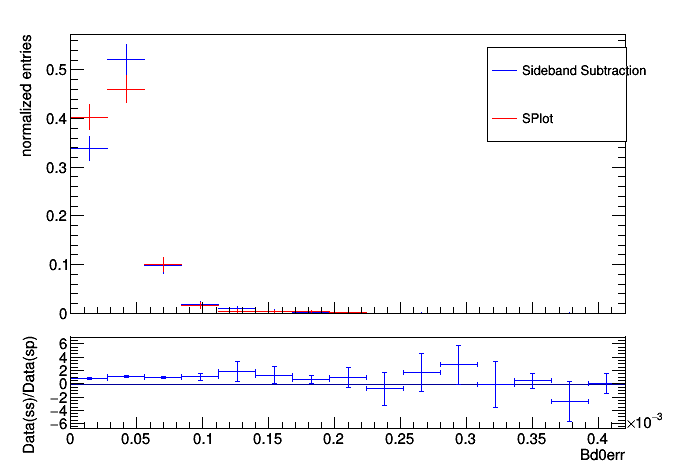 normalized entries
0.5
0.4
0.3
0.2
0.1
0
Sideband Subtraction
SPlot
Data(ss)/Data(sp)
6
4
2
0
−2
−4
−6
0 0.05 0.1 0.15 0.2 0.25 0.3 0.35 0.4
×10⁻³
Bd0err